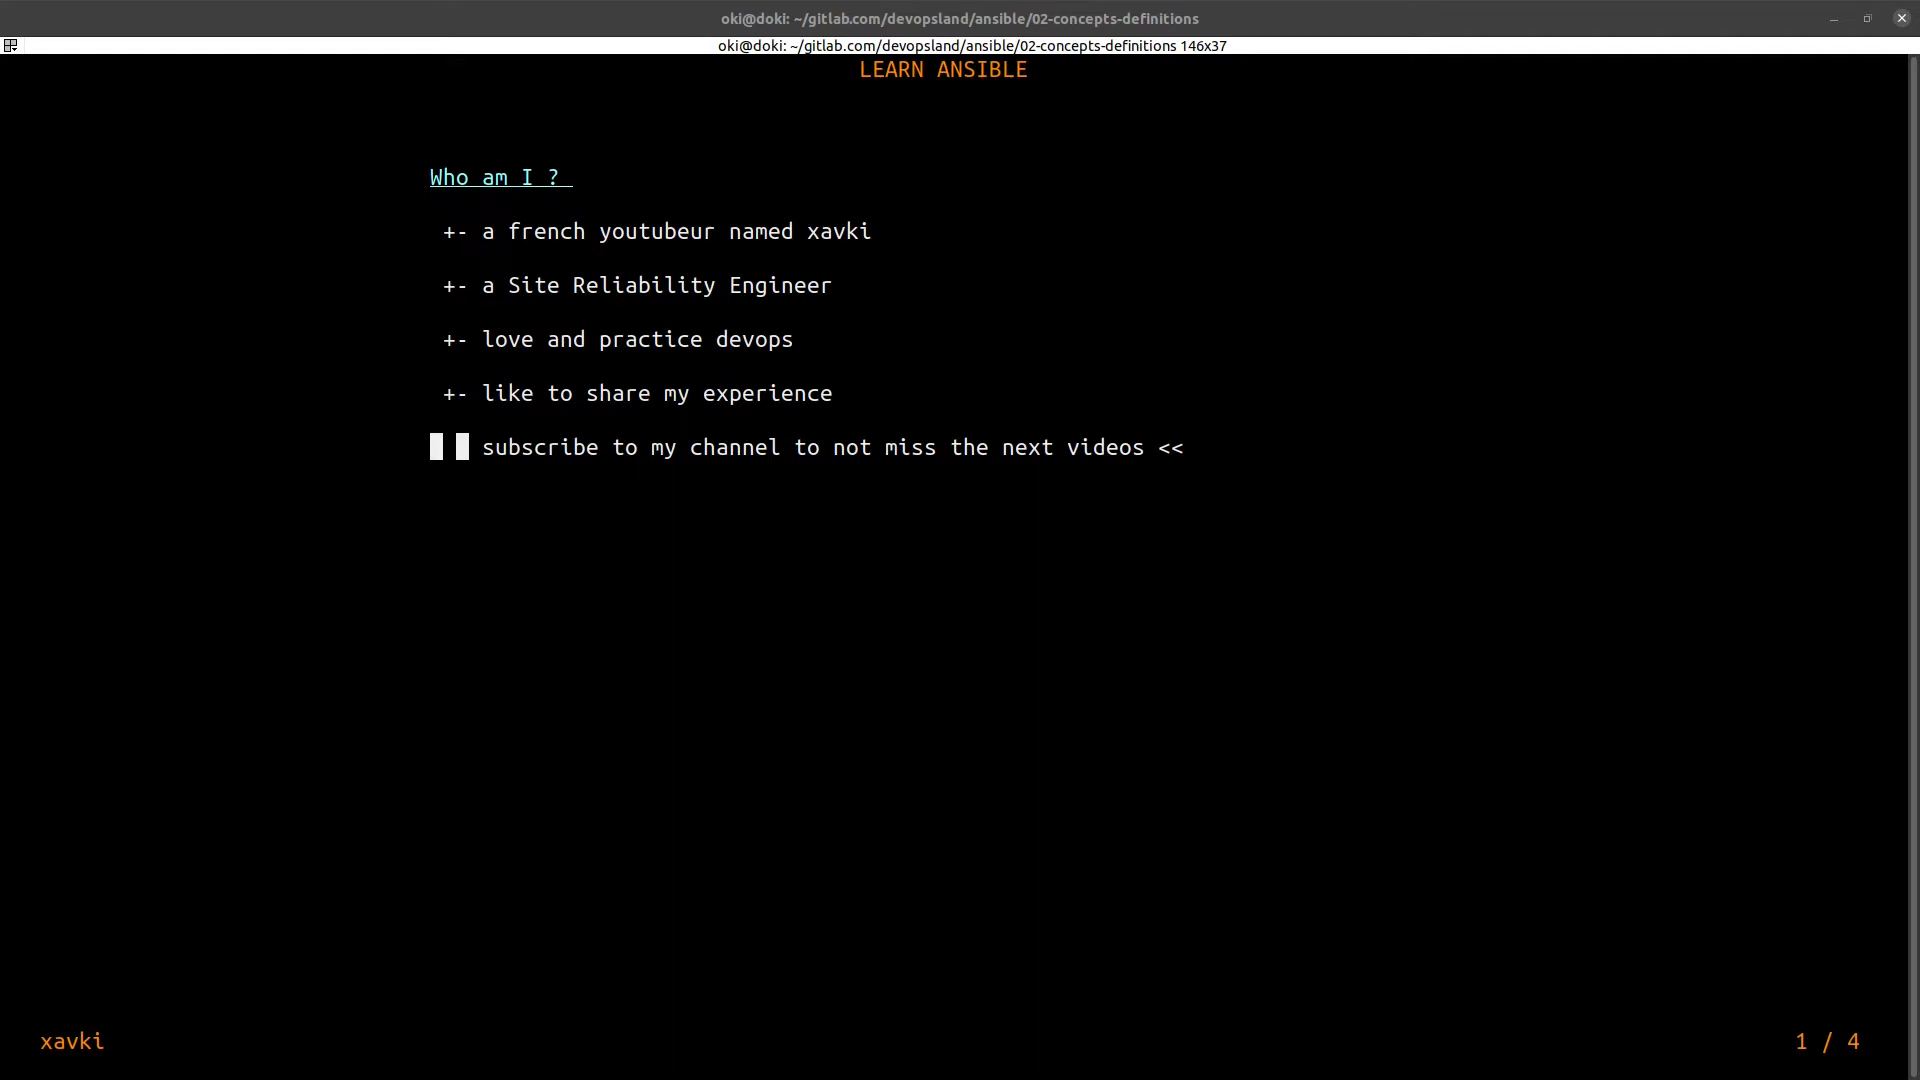 oki@doki: ~/gitlab.com/devopsland/ansible/02-concepts-definitions
oki@doki: ~/gitlab.com/devopsland/ansible/02-concepts-definitions 146x37
LEARN ANSIBLE
Who am I ?
+- a french youtubeur named xavki
+- a Site Reliability Engineer
+- love and practice devops
+- like to share my experience
subscribe to my channel to not miss the next videos <<
xavki
1 / 4